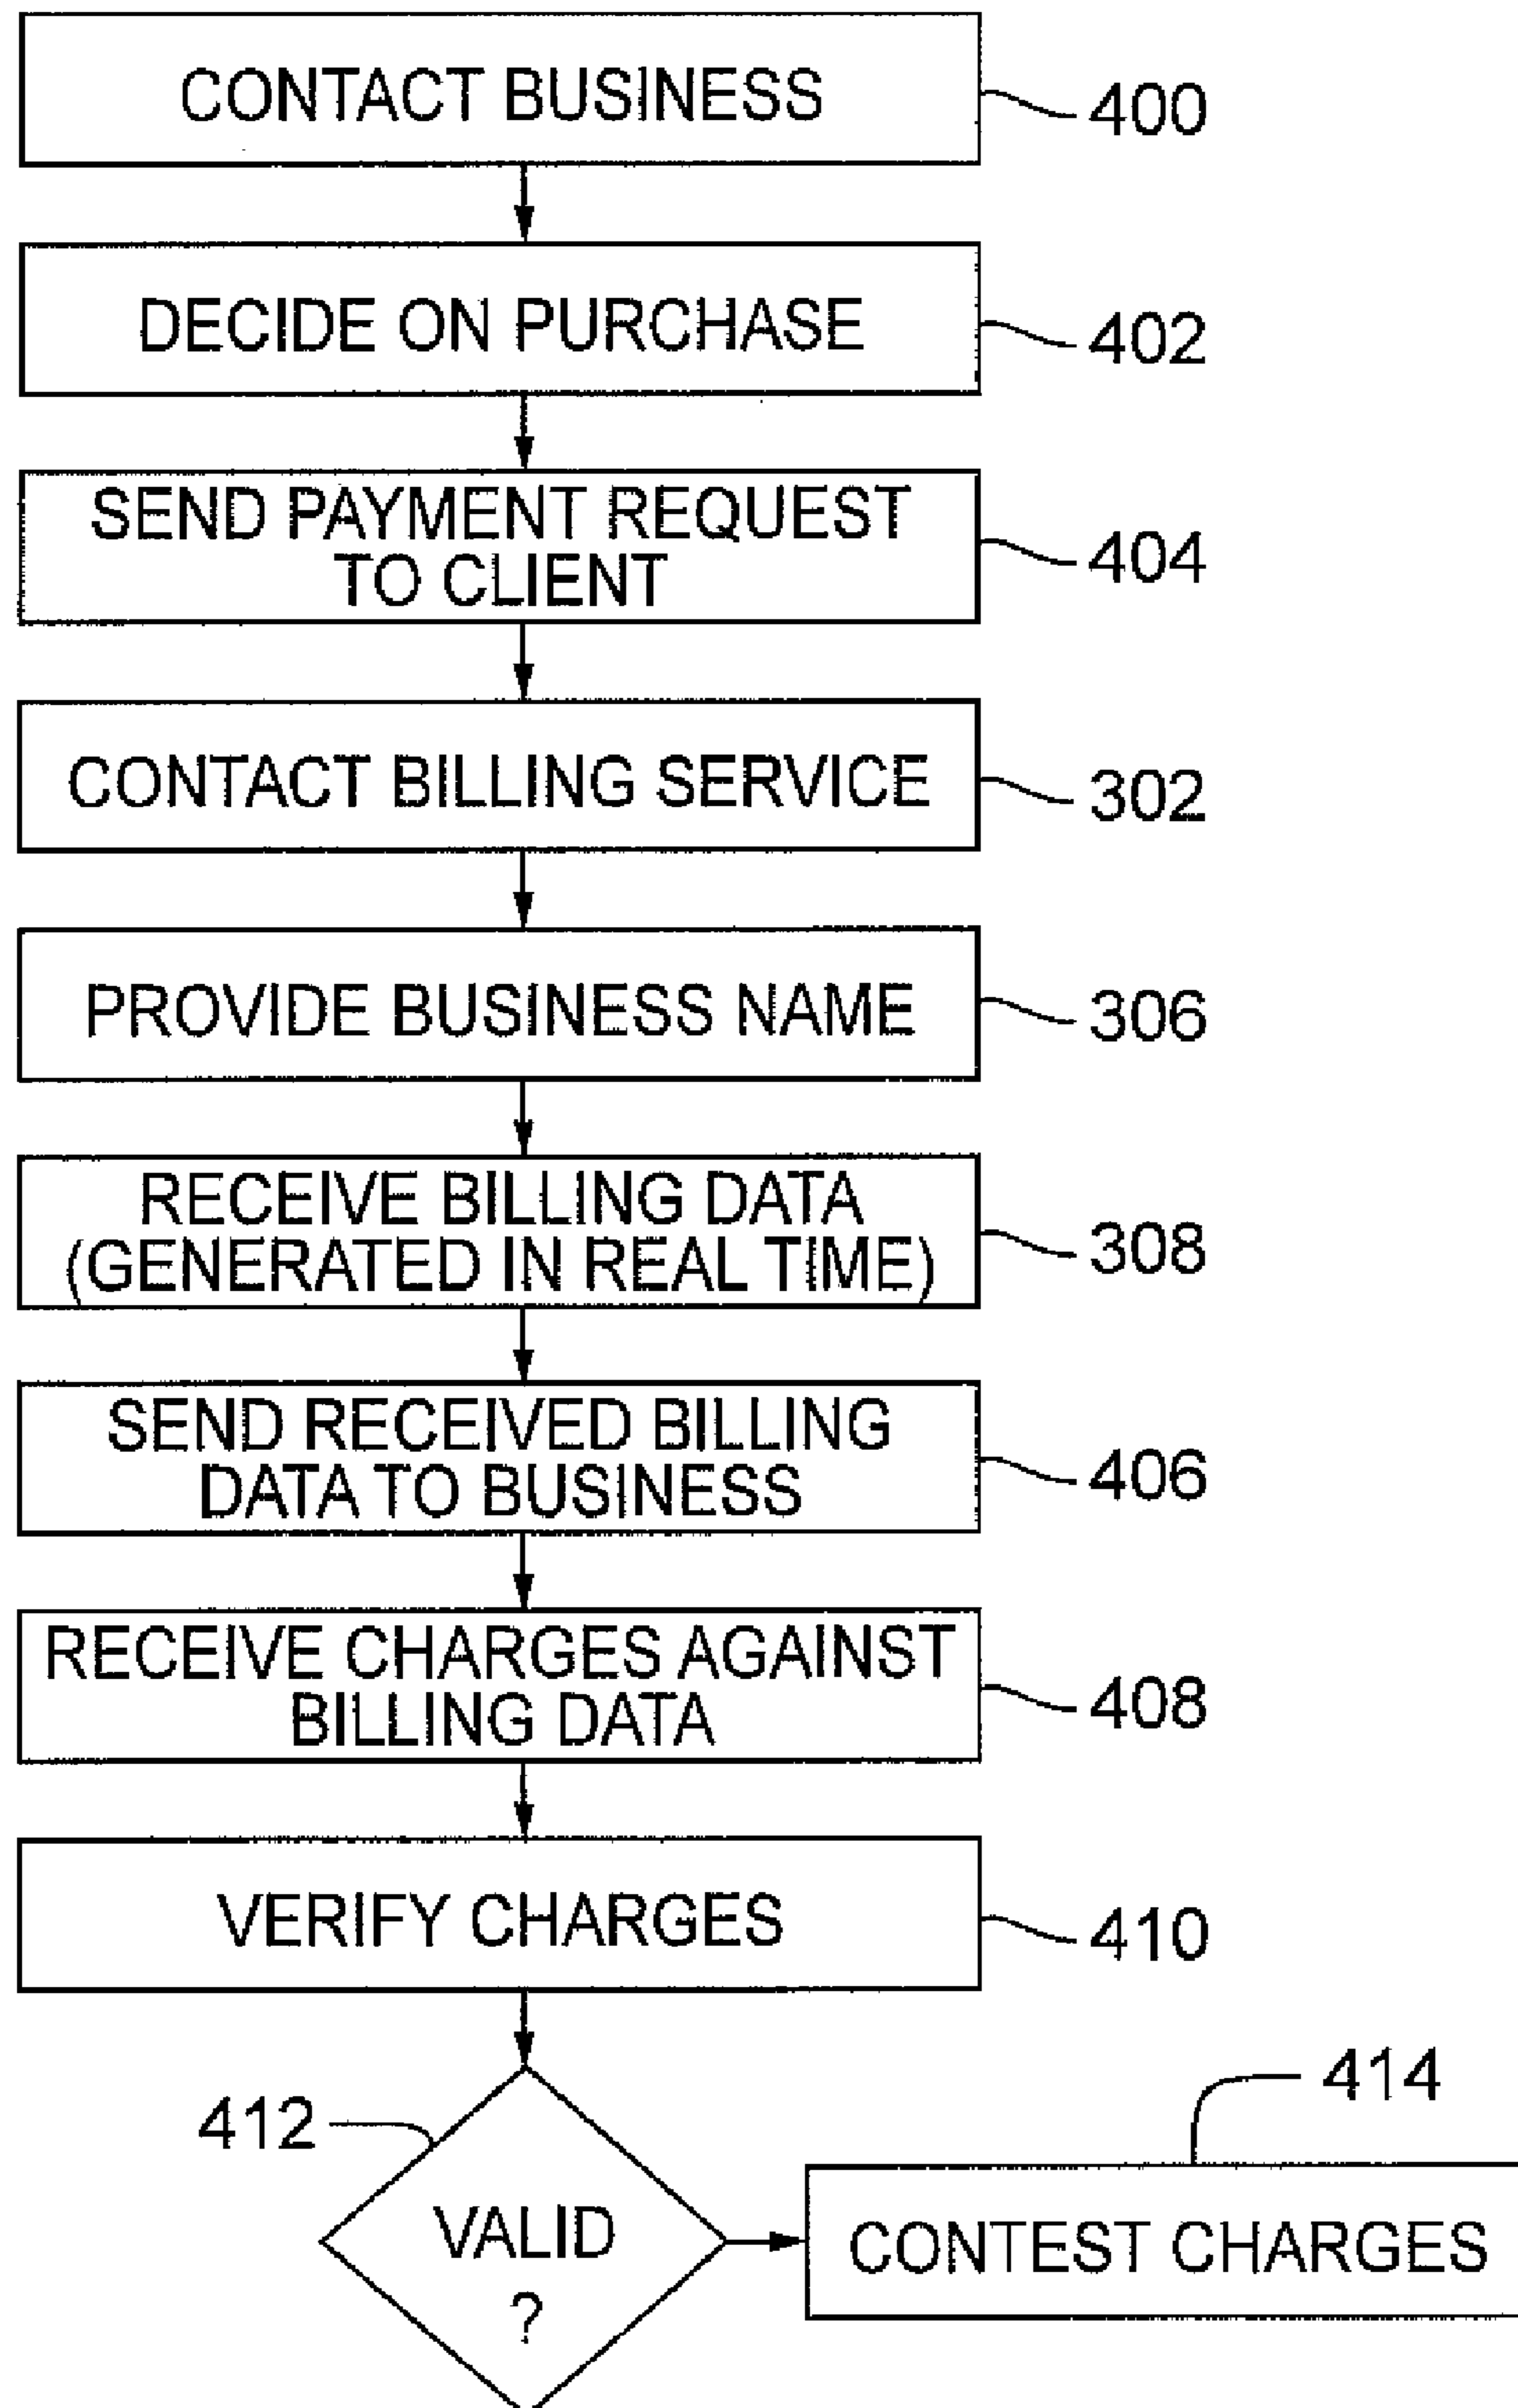 CONTACT BUSINESS
400
DECIDE ON PURCHASE
402
SEND PAYMENT REQUEST
TO CLIENT
404
CONTACT BILLING SERVICE
302
PROVIDE BUSINESS NAME
306
RECEIVE BILLING DATA
(GENERATED IN REAL TIME)
308
SEND RECEIVED BILLING
DATA TO BUSINESS
406
RECEIVE CHARGES AGAINST
BILLING DATA
408
VERIFY CHARGES
410
412
VALID
?
414
CONTEST CHARGES